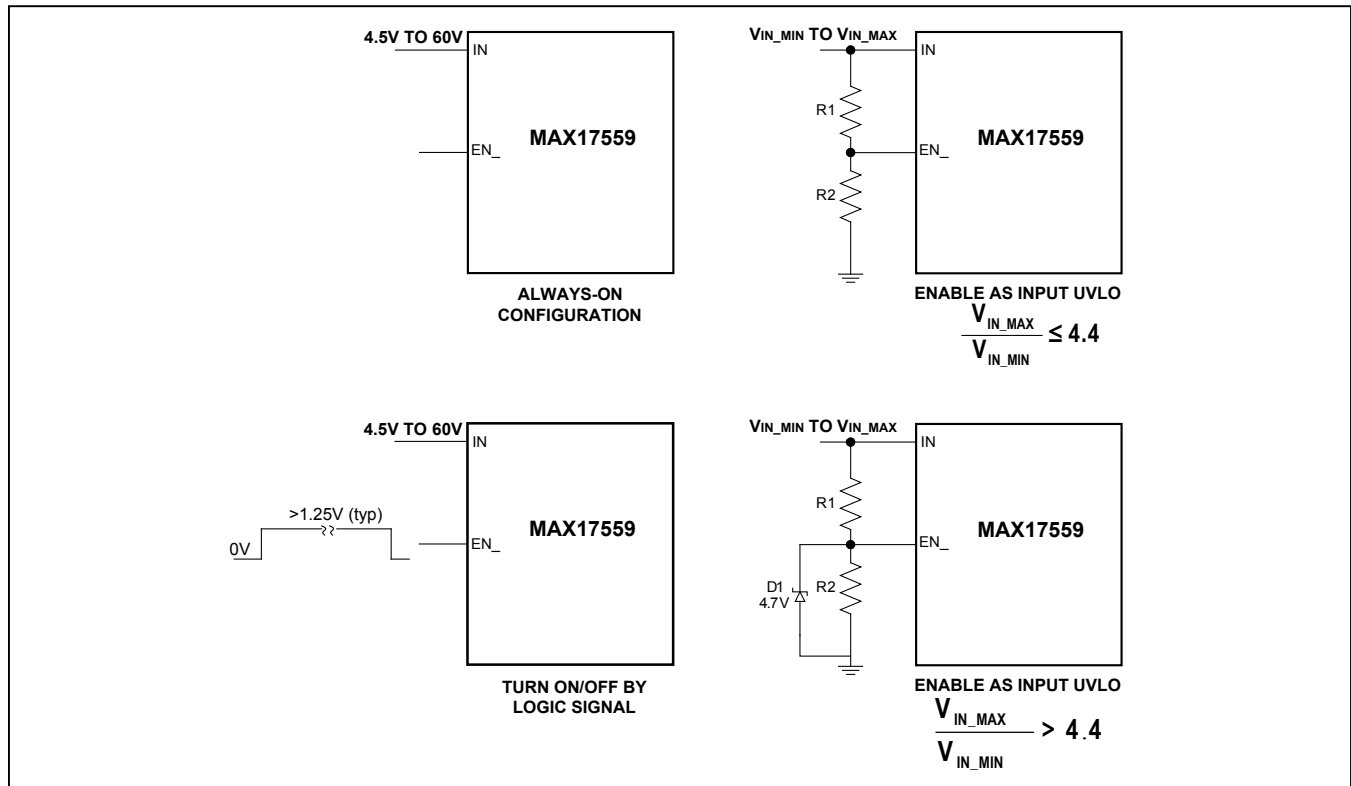 4.5V TO 60V
IN
MAX17559
EN_
ALWAYS-ON
CONFIGURATION
VIN_MIN TO VIN_MAX
IN
R1
MAX17559
EN_
R2
ENABLE AS INPUT UVLO
VIN_MAX
VIN_MIN
≤ 4.4
4.5V TO 60V
IN
>1.25V (typ)
0V
MAX17559
EN_
TURN ON/OFF BY
LOGIC SIGNAL
VIN_MIN TO VIN_MAX
IN
R1
MAX17559
EN_
D1
4.7V
R2
ENABLE AS INPUT UVLO
VIN_MAX
VIN_MIN
> 4.4